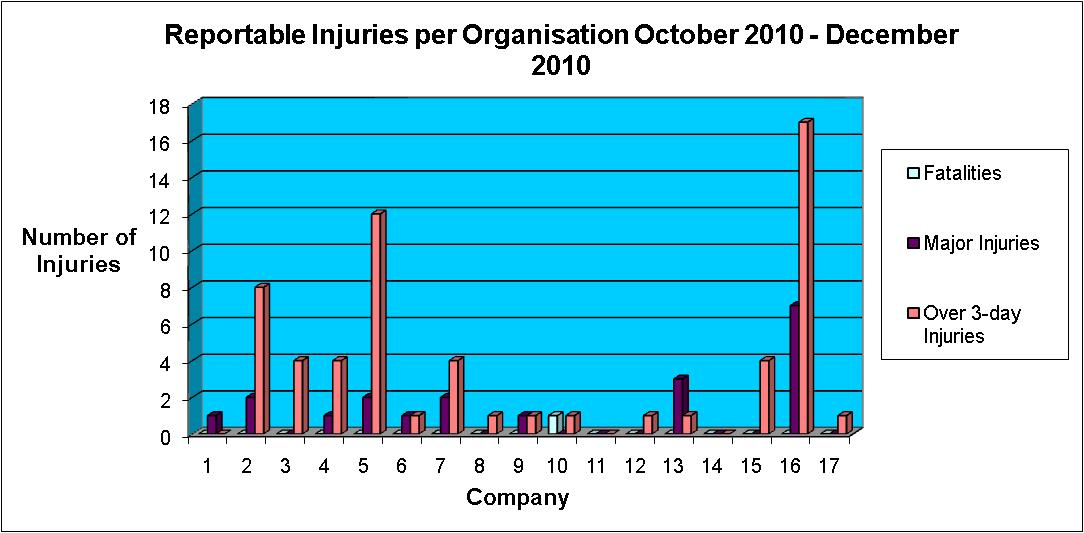 Reportable Injuries per Organisation October 2010 - December
2010
18
16
14
12
10
8
6
4
2
0
Number of
Injuries
1 2 3 4 5 6 7 8 9 10 11 12 13 14 15 16 17
Company
Fatalities
Major Injuries
Over 3-day
Injuries